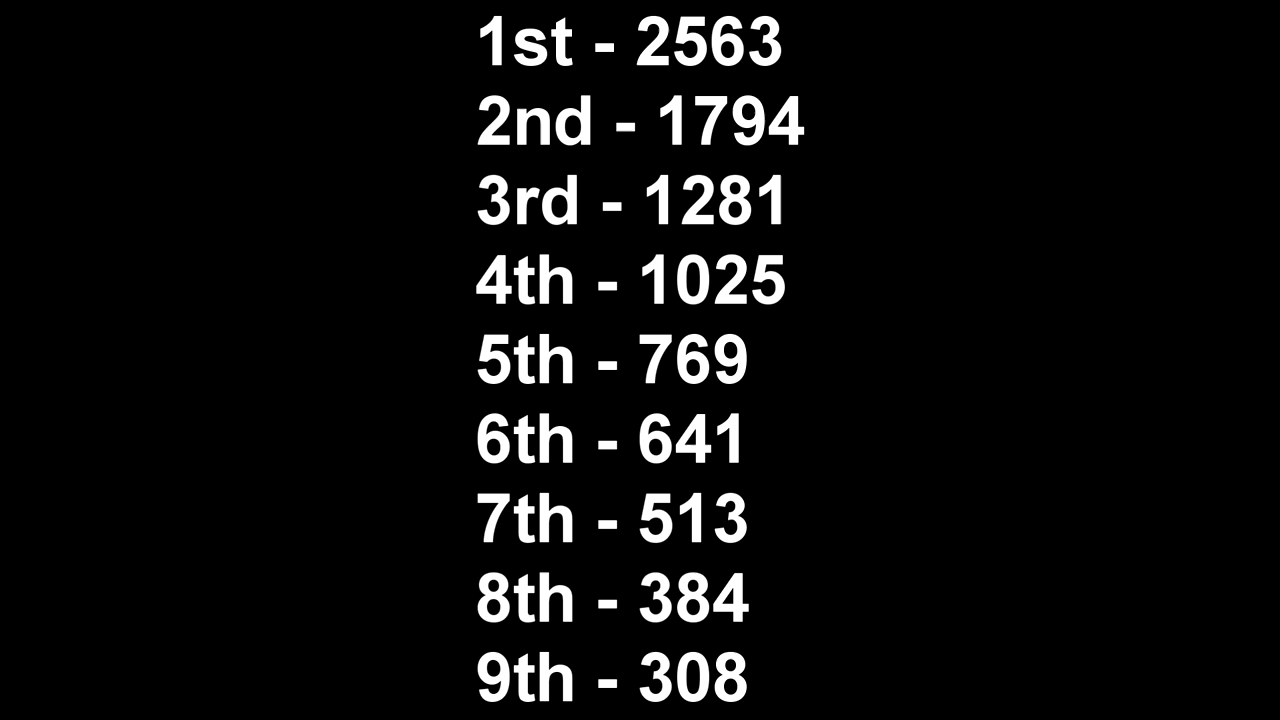 1st - 2563
2nd - 1794
3rd - 1281
4th - 1025
5th - 769
6th - 641
7th - 513
8th - 384
9th - 308